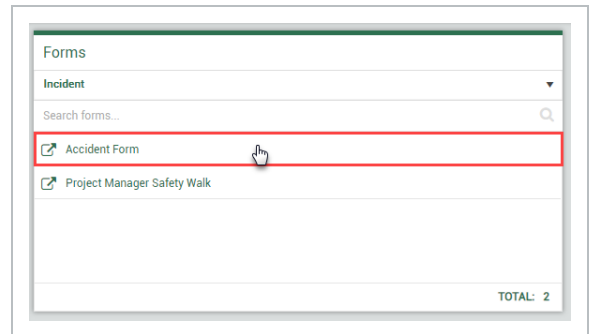 Forms
Incident
Search forms...
Accident Form
Project Manager Safety Walk
TOTAL: 2